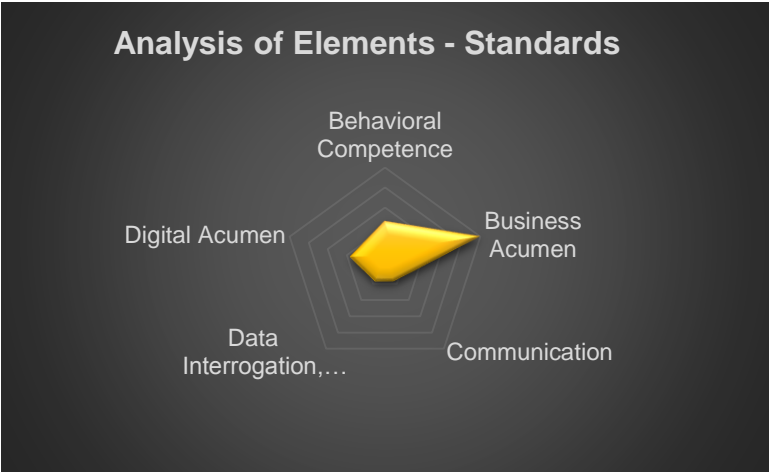 Analysis of Elements - Standards
Behavioral
Competence
Business
Acumen
Digital Acumen
Data
Interrogation,…
Communication